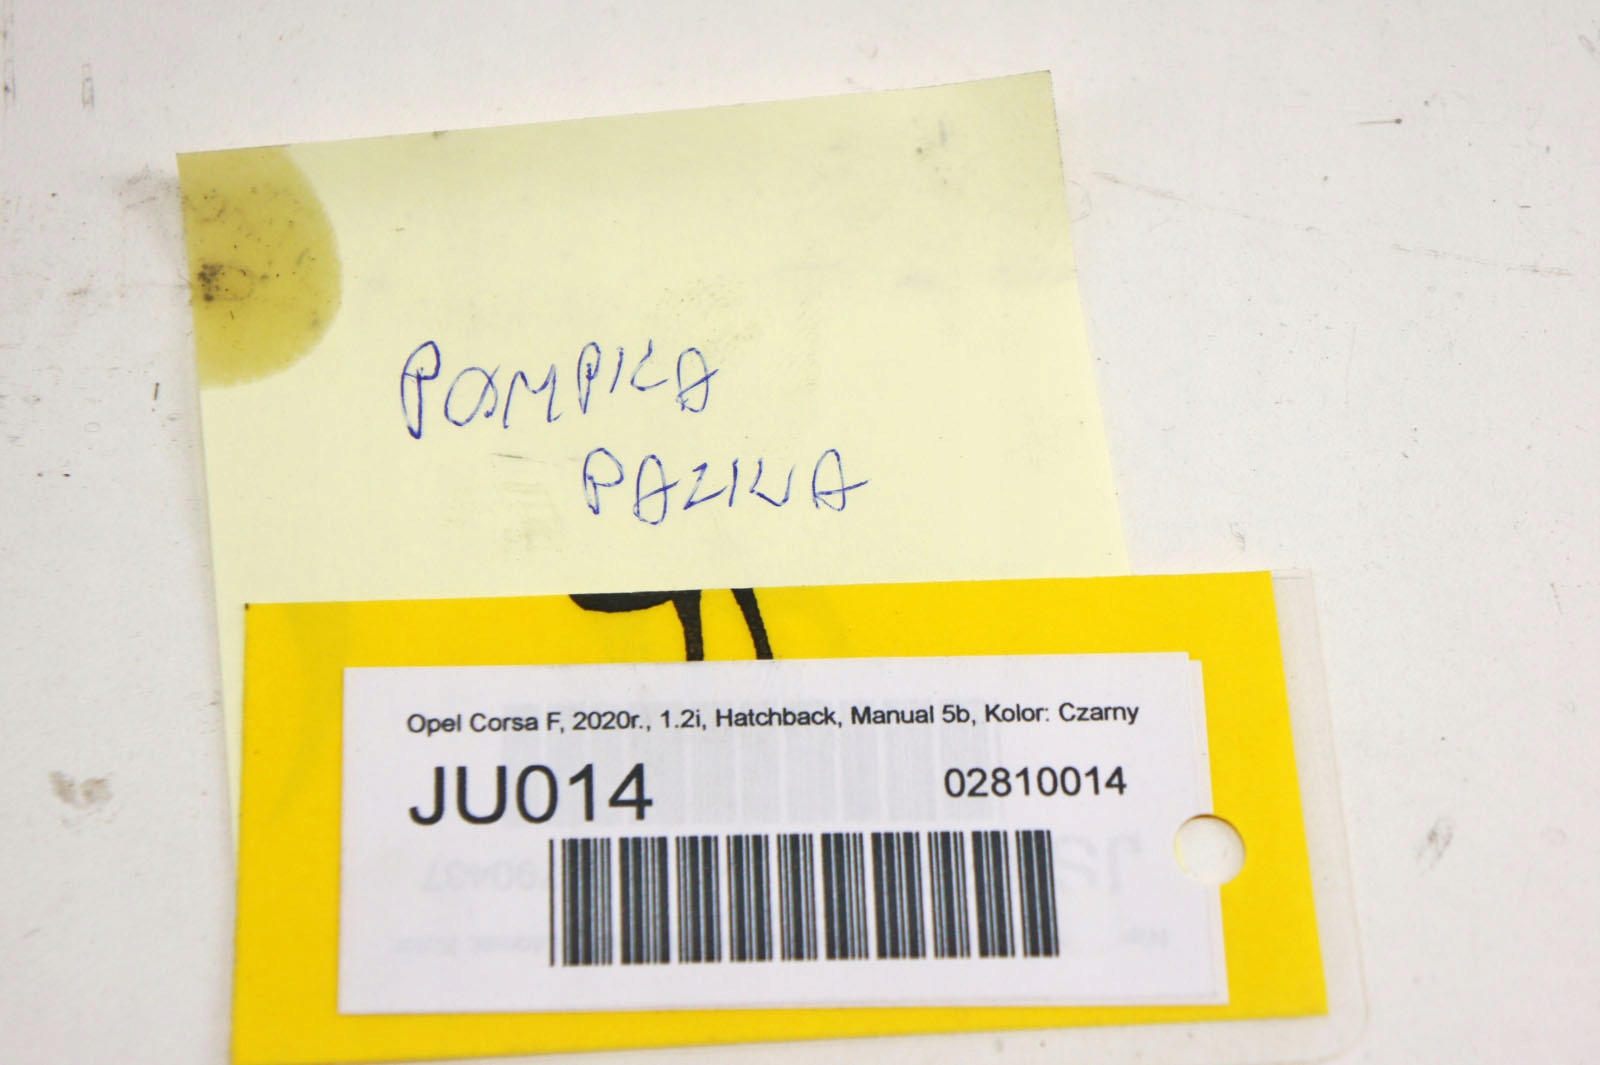 POMPKA
PALIWA
Opel Corsa F, 2020r., 1.2i, Hatchback, Manual 5b, Kolor: Czarny
JU014
02810014